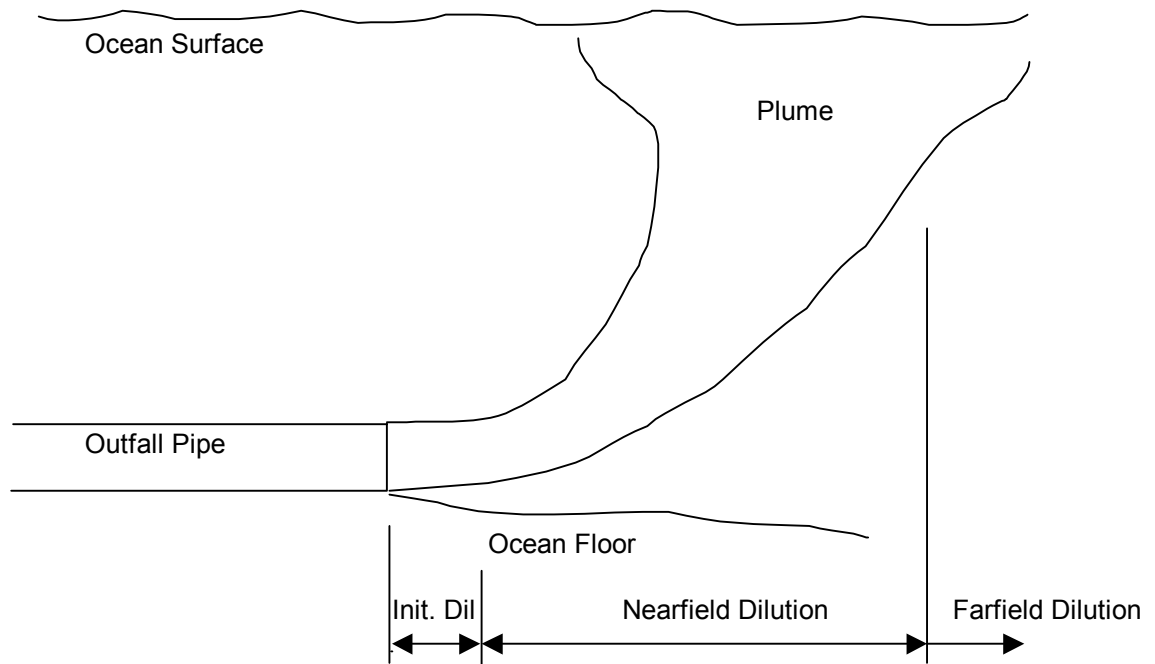 Ocean Surface
Plume
Outfall Pipe
Ocean Floor
Init. Dil
Nearfield Dilution
Farfield Dilution